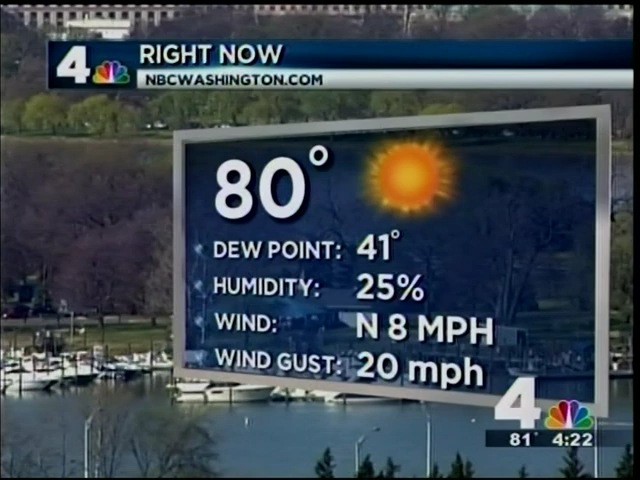 4 RIGHT NOW
NBCWASHINGTON.COM
80°
DEW POINT: 41°
HUMIDITY: 25%
WIND: N 8 MPH
WIND GUST: 20 mph
4
81° 4:22